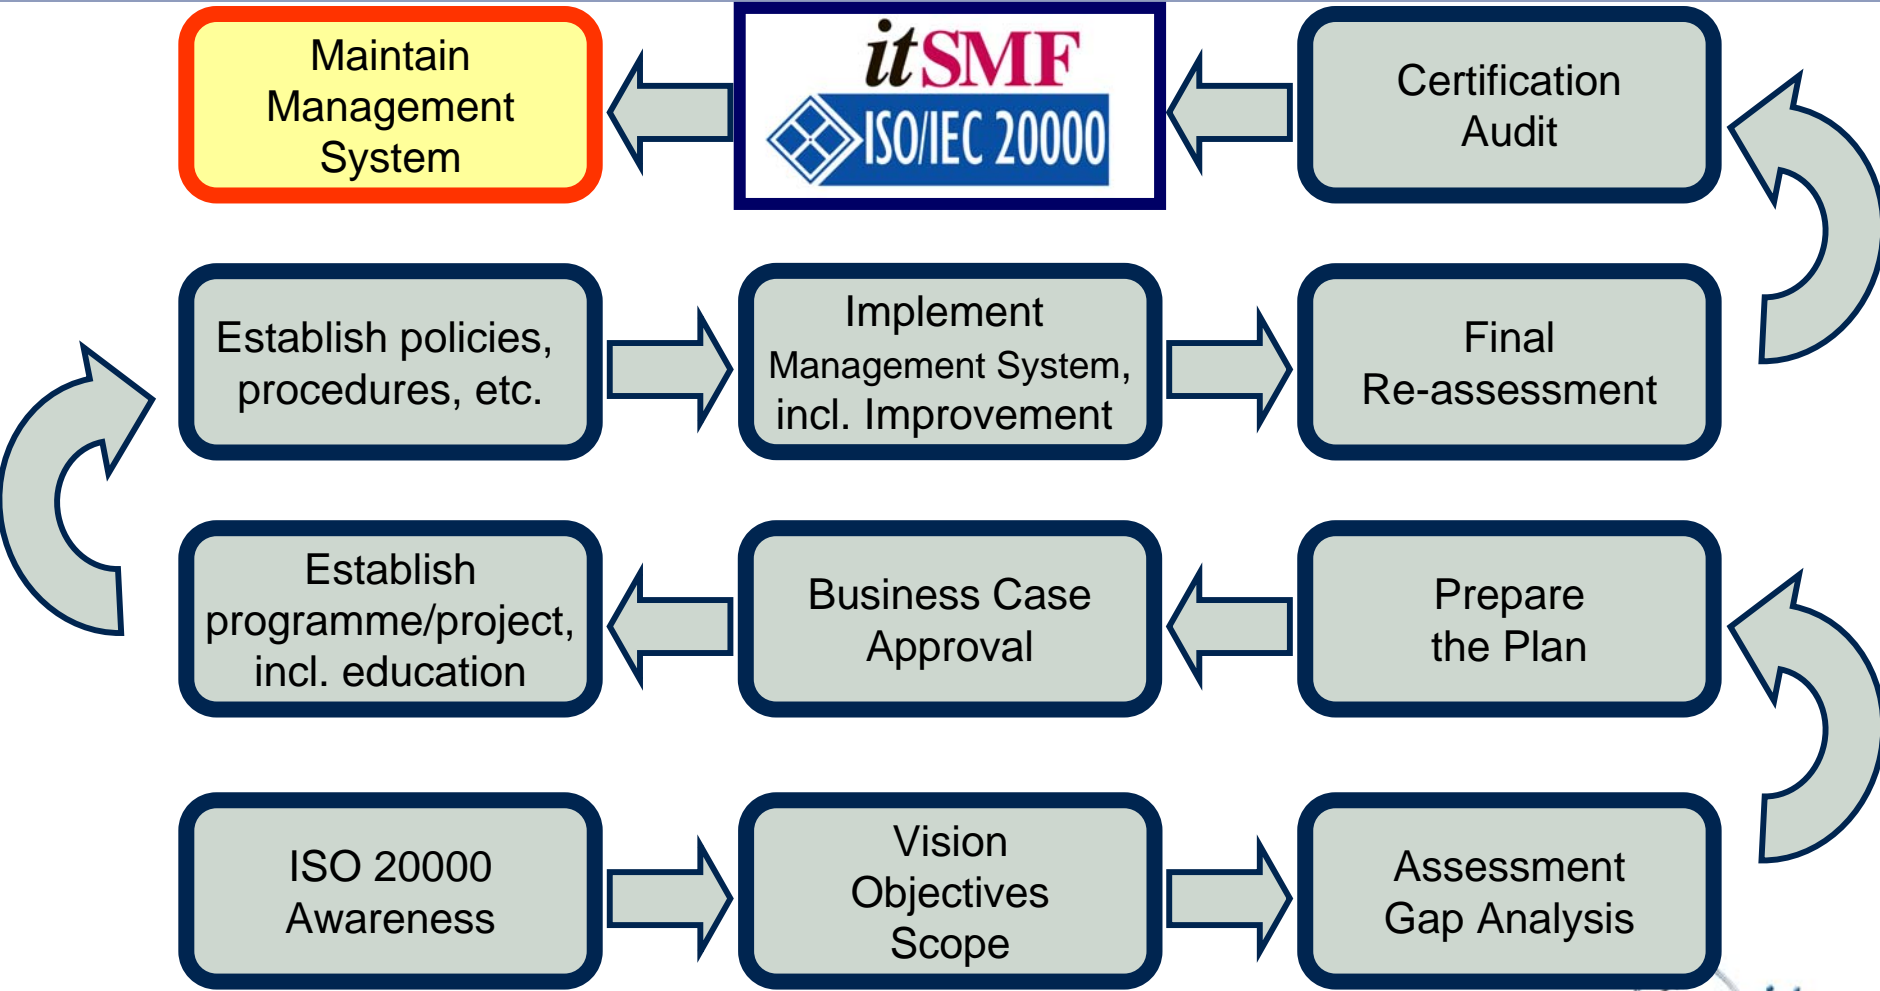 Maintain
Management
System
itSMF
ISO/IEC 20000
Certification
Audit
Establish policies,
procedures, etc.
Implement
Management System,
incl. Improvement
Final
Re-assessment
Establish
programme/project,
incl. education
Business Case
Approval
Prepare
the Plan
ISO 20000
Awareness
Vision
Objectives
Scope
Assessment
Gap Analysis